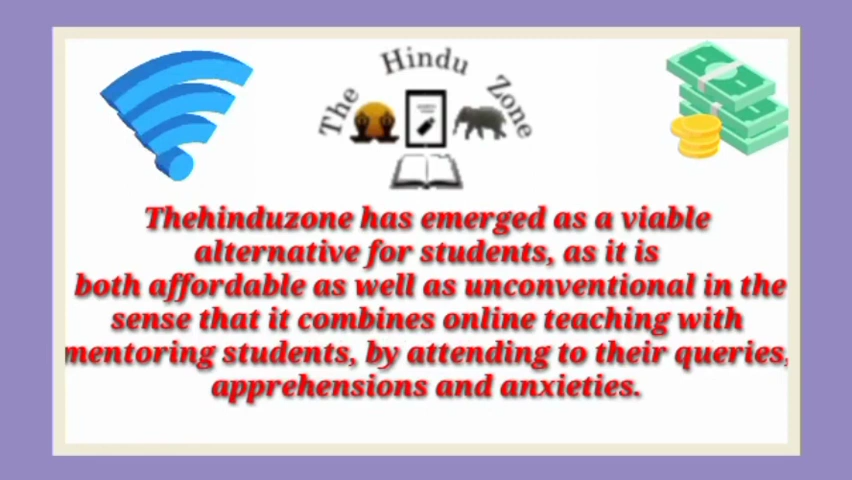 The Hindu Zone
Thehinduzone has emerged as a viable
alternative for students, as it is
both affordable as well as unconventional in the
sense that it combines online teaching with
mentoring students, by attending to their queries,
apprehensions and anxieties.